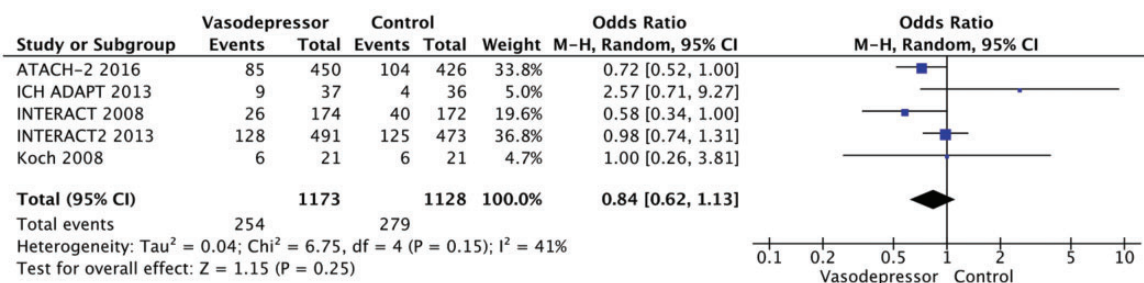 Vasodepressor Control Odds Ratio Odds Ratio
Study or Subgroup Events Total Events Total Weight M-H, Random, 95% CI M-H, Random, 95% CI
ATACH-2 2016 85 450 104 426 33.8% 0.72 [0.52, 1.00]
ICH ADAPT 2013 9 37 4 36 5.0% 2.57 [0.71, 9.27]
INTERACT 2008 26 174 40 172 19.6% 0.58 [0.34, 1.00]
INTERACT2 2013 128 491 125 473 36.8% 0.98 [0.74, 1.31]
Koch 2008 6 21 6 21 4.7% 1.00 [0.26, 3.81]
Total (95% CI) 1173 1128 100.0% 0.84 [0.62, 1.13]
Total events 254 279
Heterogeneity: Tau² = 0.04; Chi² = 6.75, df = 4 (P = 0.15); I² = 41%
Test for overall effect: Z = 1.15 (P = 0.25)
0.1 0.2 0.5 1 2 5 10
Vasodepressor Control